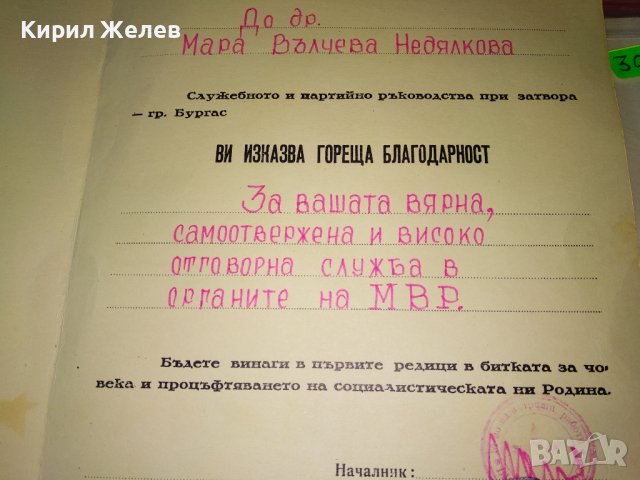 Кирил Желев
До др.
Мара Вълчева Недялкова
30
Служебното и партийно ръководства при затвора
– гр. Бургас
ВИ ИЗКАЗВА ГОРЕЩА БЛАГОДАРНОСТ
За вашата вярна,
самоотвержена и високо
отговорна служба в
органите на МВР.
Бъдете винаги в първите редици в битката за чо-
века и процъфтяването на социалистическата ни Родина.
Началник:
BAZAR